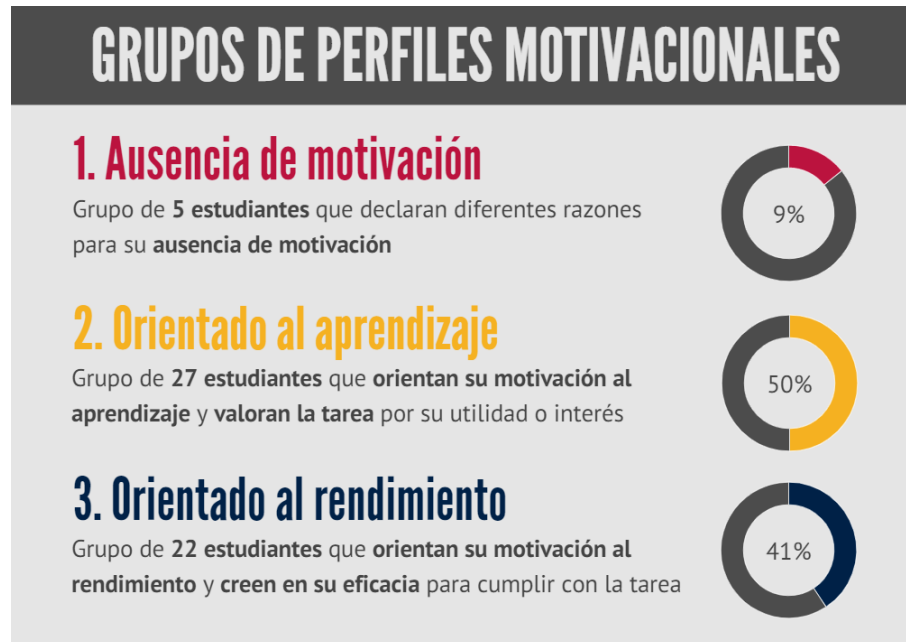 GRUPOS DE PERFILES MOTIVACIONALES
1. Ausencia de motivación
Grupo de 5 estudiantes que declaran diferentes razones
para su ausencia de motivación
9%
2. Orientado al aprendizaje
Grupo de 27 estudiantes que orientan su motivación al
aprendizaje y valoran la tarea por su utilidad o interés
50%
3. Orientado al rendimiento
Grupo de 22 estudiantes que orientan su motivación al
rendimiento y creen en su eficacia para cumplir con la tarea
41%